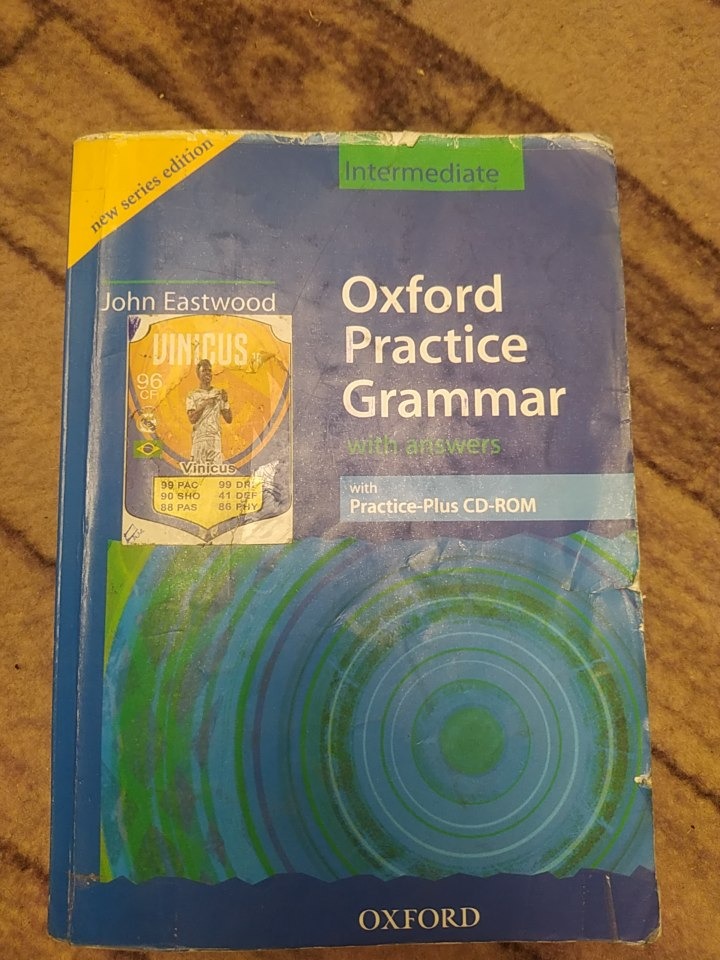 new series edition
Intermediate
John Eastwood
Oxford
Practice
Grammar
with answers
with
Practice-Plus CD-ROM
VINICUS
96
CF
Vinicus
99 PAC 99 DRI
90 SHO 41 DEF
88 PAS 86 PHY
OXFORD